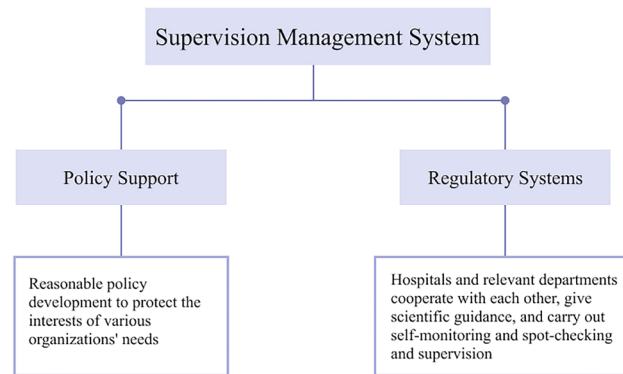 Supervision Management System
Policy Support
Regulatory Systems
Reasonable policy
development to protect the
interests of various
organizations' needs
Hospitals and relevant departments
cooperate with each other, give
scientific guidance, and carry out
self-monitoring and spot-checking
and supervision